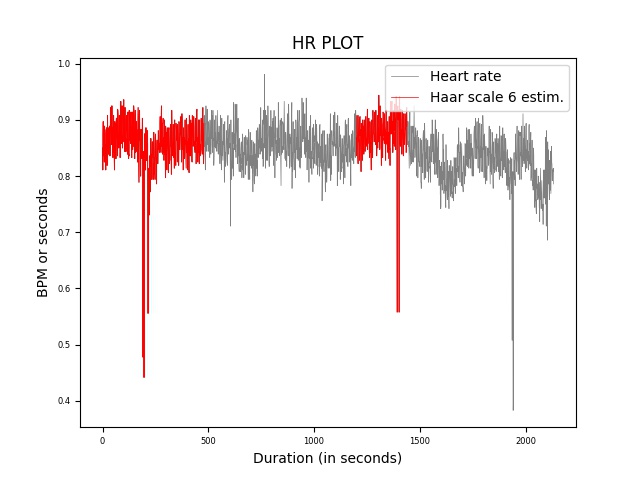 HR PLOT
Heart rate
Haar scale 6 estim.
1.0
0.9
0.8
0.7
0.6
0.5
0.4
BPM or seconds
0 500 1000 1500 2000
Duration (in seconds)